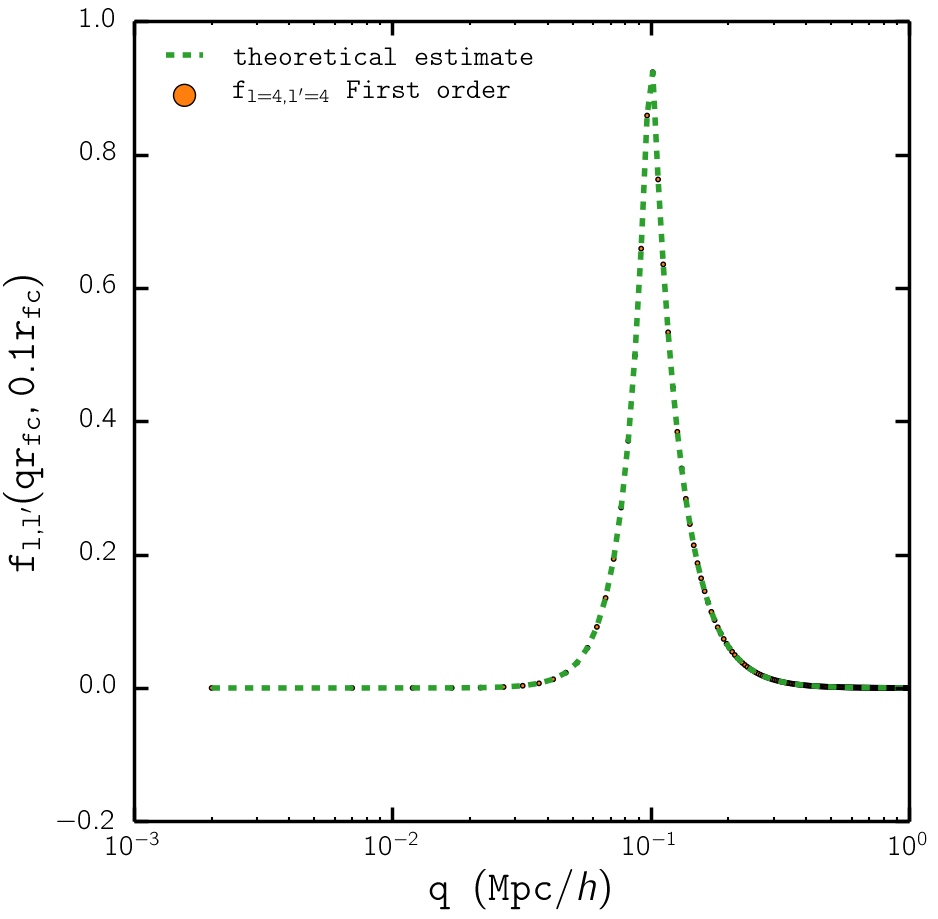 1.0
theoretical estimate
f_{l=4,l'=4} First order
0.8
0.6
0.4
0.2
0.0
−0.2
f_{l,l'}(qr_{fc}, 0.1r_{fc})
10^{−3}
10^{−2}
10^{−1}
10^{0}
q (Mpc/h)